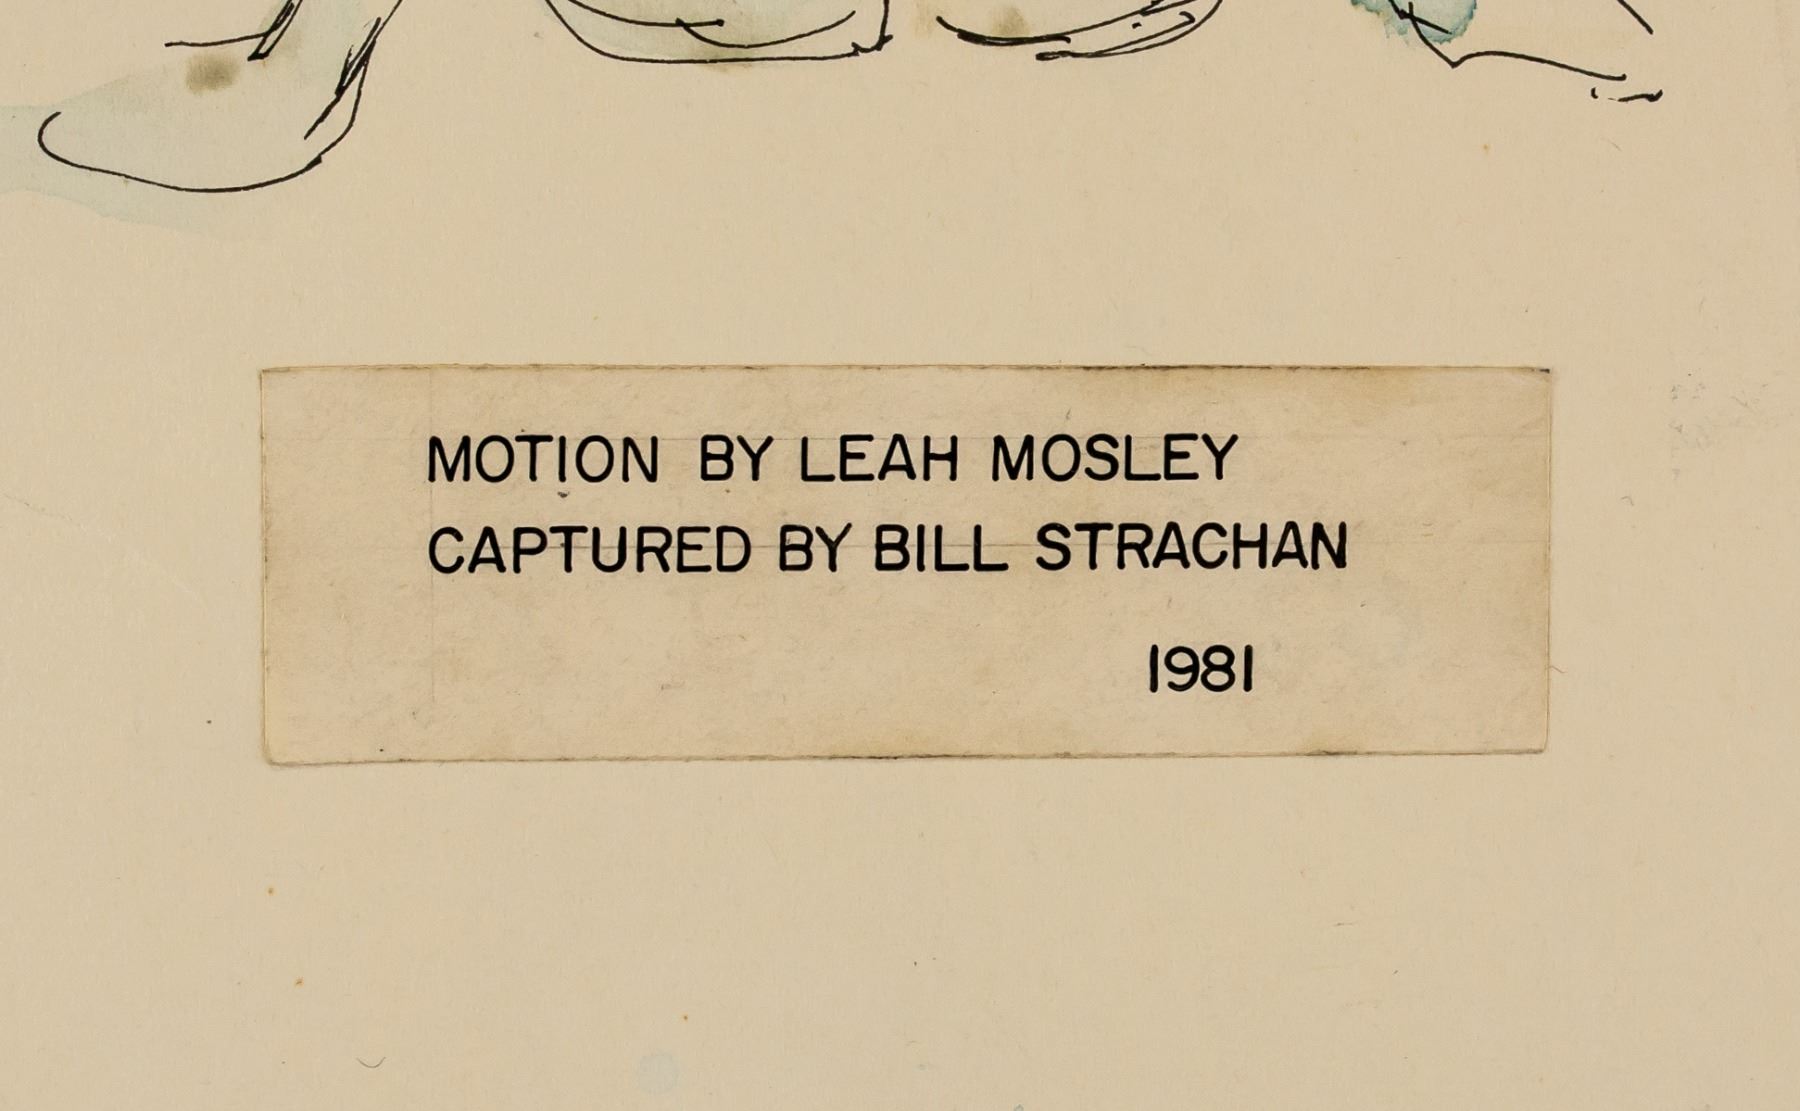 MOTION BY LEAH MOSLEY
CAPTURED BY BILL STRACHAN
1981